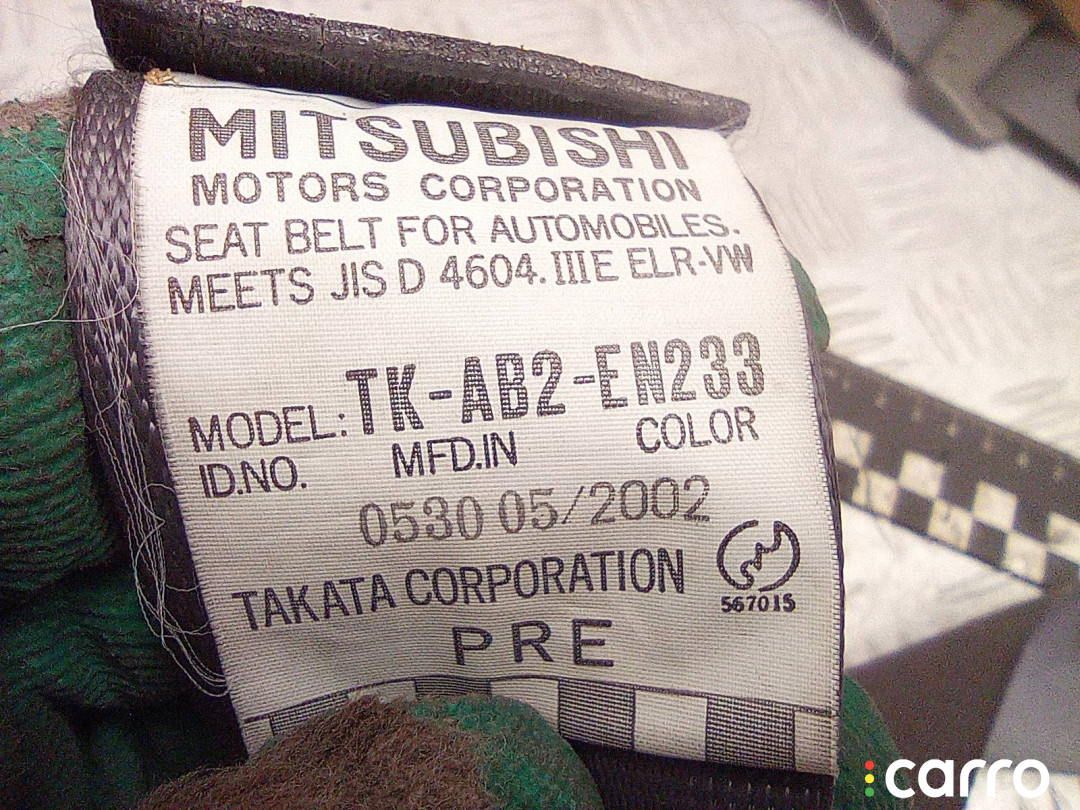 MITSUBISHI
MOTORS CORPORATION
SEAT BELT FOR AUTOMOBILES.
MEETS JIS D 4604.IIIE ELR-VW
MODEL: TK-AB2-EN233
ID.NO. MFD.IN COLOR
0530 05/2002
TAKATA CORPORATION
567015
PRE
carro